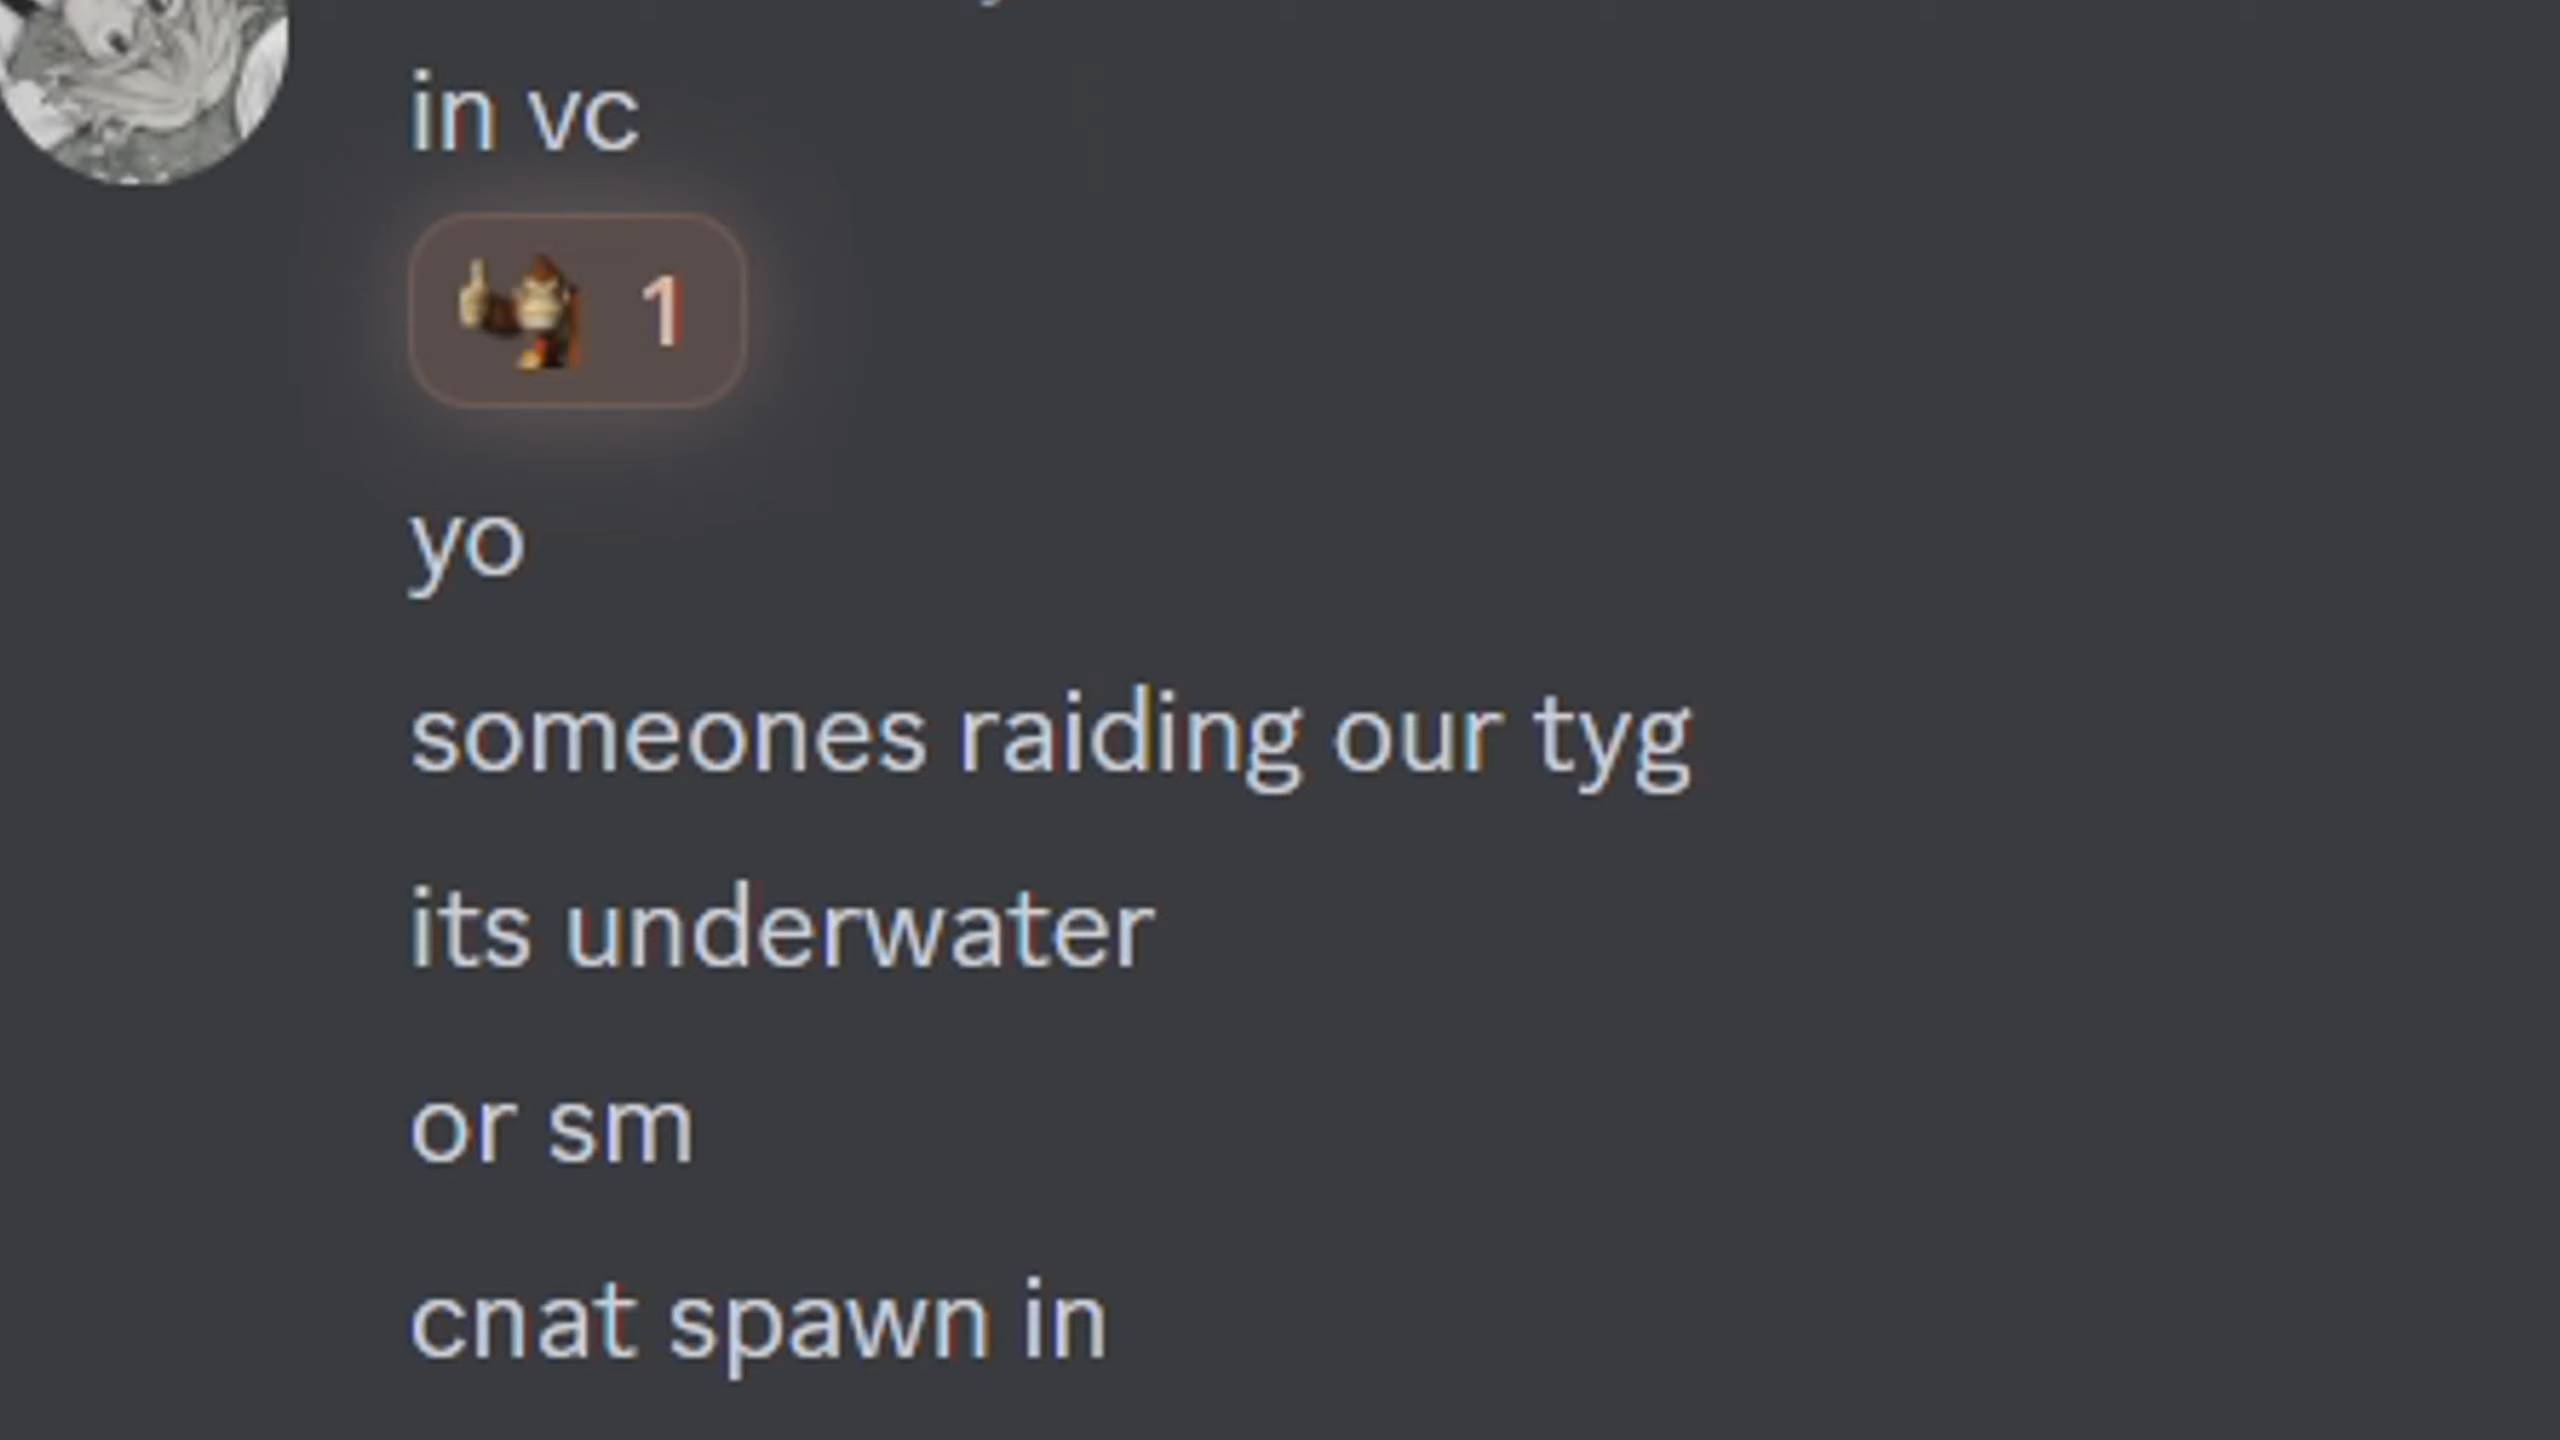 in vc
1
yo
someones raiding our tyg
its underwater
or sm
cnat spawn in